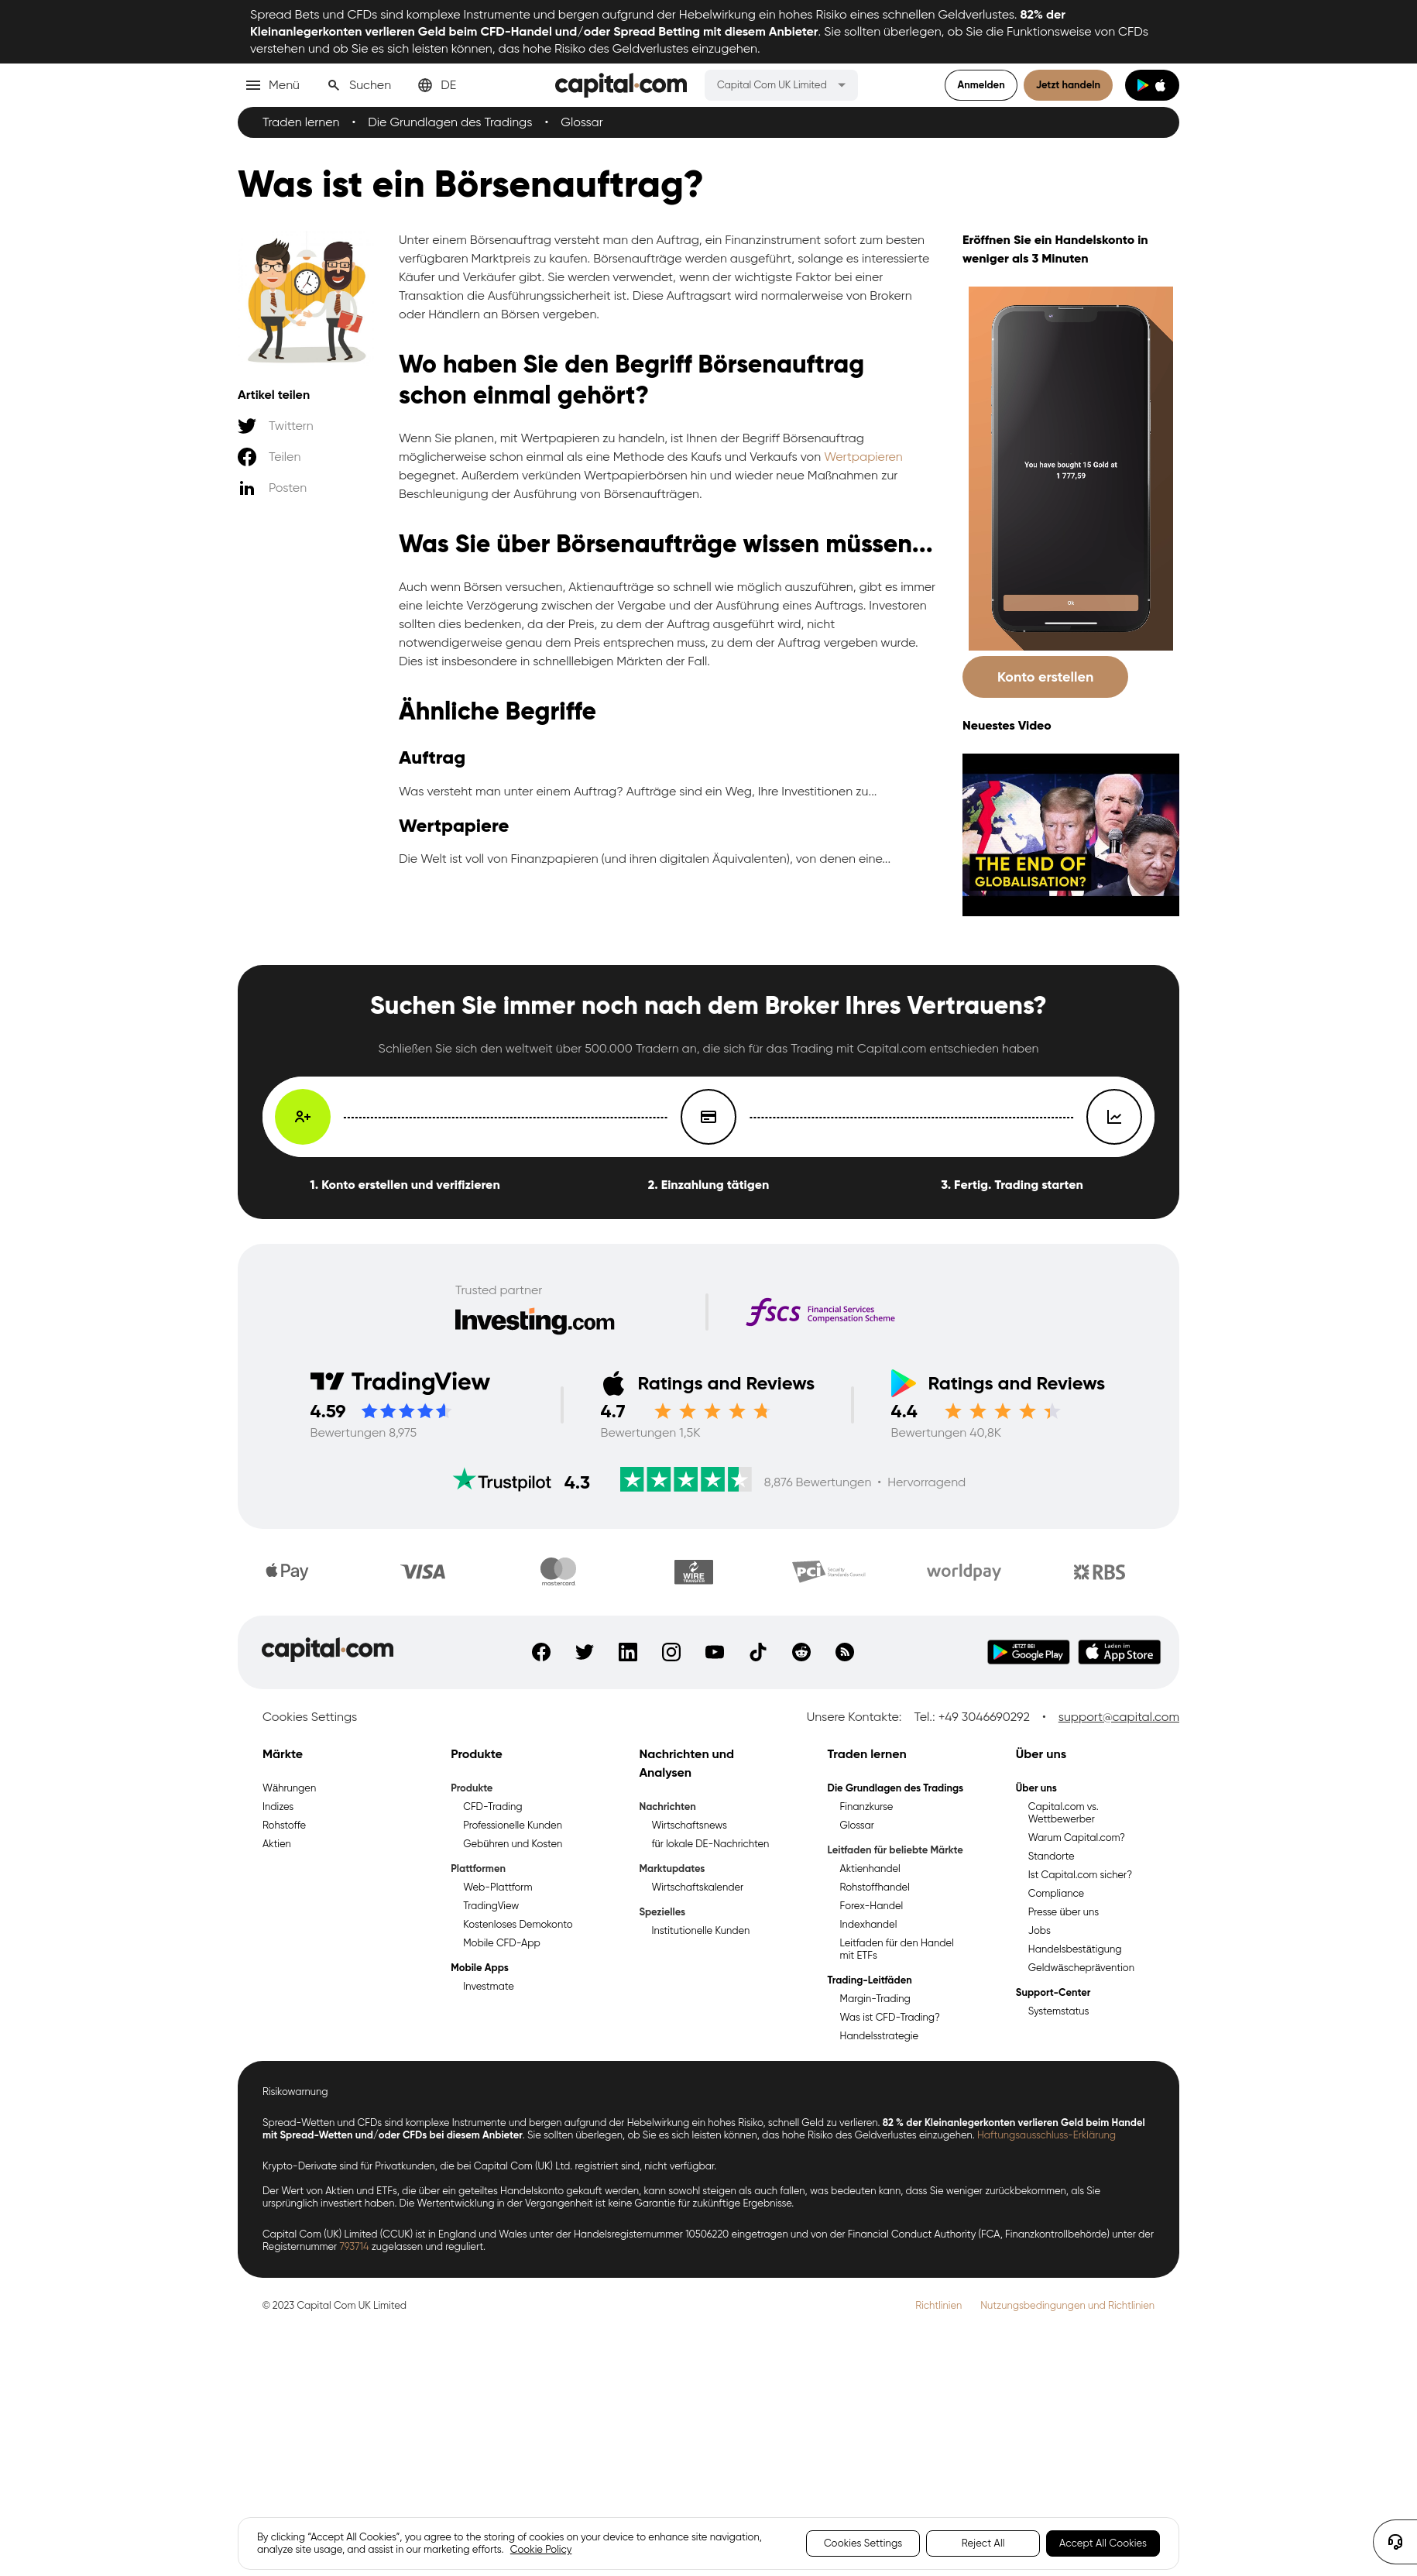 Spread Bets und CFDs sind komplexe Instrumente und bergen aufgrund der Hebelwirkung ein hohes Risiko eines schnellen Geldverlustes. 82% der
Kleinanlegerkonten verlieren Geld beim CFD-Handel und/oder Spread Betting mit diesem Anbieter. Sie sollten überlegen, ob Sie die Funktionsweise von CFDs
verstehen und ob Sie es sich leisten können, das hohe Risiko des Geldverlustes einzugehen.
Menü Suchen DE capital.com Capital Com UK Limited Anmelden Jetzt handeln
Traden lernen • Die Grundlagen des Tradings • Glossar
Was ist ein Börsenauftrag?
Artikel teilen
Twittern
Teilen
Posten
Unter einem Börsenauftrag versteht man den Auftrag, ein Finanzinstrument sofort zum besten
verfügbaren Marktpreis zu kaufen. Börsenaufträge werden ausgeführt, solange es interessierte
Käufer und Verkäufer gibt. Sie werden verwendet, wenn der wichtigste Faktor bei einer
Transaktion die Ausführungssicherheit ist. Diese Auftragsart wird normalerweise von Brokern
oder Händlern an Börsen vergeben.
Wo haben Sie den Begriff Börsenauftrag
schon einmal gehört?
Wenn Sie planen, mit Wertpapieren zu handeln, ist Ihnen der Begriff Börsenauftrag
möglicherweise schon einmal als eine Methode des Kaufs und Verkaufs von Wertpapieren
begegnet. Außerdem verkünden Wertpapierbörsen hin und wieder neue Maßnahmen zur
Beschleunigung der Ausführung von Börsenaufträgen.
Was Sie über Börsenaufträge wissen müssen...
Auch wenn Börsen versuchen, Aktienaufträge so schnell wie möglich auszuführen, gibt es immer
eine leichte Verzögerung zwischen der Vergabe und der Ausführung eines Auftrags. Investoren
sollten dies bedenken, da der Preis, zu dem der Auftrag ausgeführt wird, nicht
notwendigerweise genau dem Preis entsprechen muss, zu dem der Auftrag vergeben wurde.
Dies ist insbesondere in schnelllebigen Märkten der Fall.
Ähnliche Begriffe
Auftrag
Was versteht man unter einem Auftrag? Aufträge sind ein Weg, Ihre Investitionen zu...
Wertpapiere
Die Welt ist voll von Finanzpapieren (und ihren digitalen Äquivalenten), von denen eine...
Eröffnen Sie ein Handelskonto in
weniger als 3 Minuten
You have bought 15 Gold at
1 777,59
Ok
Konto erstellen
Neuestes Video
THE END OF
GLOBALISATION?
Suchen Sie immer noch nach dem Broker Ihres Vertrauens?
Schließen Sie sich den weltweit über 500.000 Tradern an, die sich für das Trading mit Capital.com entschieden haben
1. Konto erstellen und verifizieren
2. Einzahlung tätigen
3. Fertig. Trading starten
Trusted partner
Investing.com
fscs Financial Services
Compensation Scheme
TradingView
4.59
Bewertungen 8,975
Ratings and Reviews
4.7
Bewertungen 1,5K
Ratings and Reviews
4.4
Bewertungen 40,8K
Trustpilot 4.3 8,876 Bewertungen • Hervorragend
Pay VISA mastercard WIRE TRANSFER PCI Security Standards Council worldpay RBS
capital.com JETZT BEI Google Play Laden im App Store
Cookies Settings
Unsere Kontakte: Tel.: +49 3046690292 • support@capital.com
Märkte
Währungen
Indizes
Rohstoffe
Aktien
Produkte
Produkte
CFD-Trading
Professionelle Kunden
Gebühren und Kosten
Plattformen
Web-Plattform
TradingView
Kostenloses Demokonto
Mobile CFD-App
Mobile Apps
Investmate
Nachrichten und
Analysen
Nachrichten
Wirtschaftsnews
für lokale DE-Nachrichten
Marktupdates
Wirtschaftskalender
Spezielles
Institutionelle Kunden
Traden lernen
Die Grundlagen des Tradings
Finanzkurse
Glossar
Leitfaden für beliebte Märkte
Aktienhandel
Rohstoffhandel
Forex-Handel
Indexhandel
Leitfaden für den Handel
mit ETFs
Trading-Leitfäden
Margin-Trading
Was ist CFD-Trading?
Handelsstrategie
Über uns
Über uns
Capital.com vs.
Wettbewerber
Warum Capital.com?
Standorte
Ist Capital.com sicher?
Compliance
Presse über uns
Jobs
Handelsbestätigung
Geldwäscheprävention
Support-Center
Systemstatus
Risikowarnung
Spread-Wetten und CFDs sind komplexe Instrumente und bergen aufgrund der Hebelwirkung ein hohes Risiko, schnell Geld zu verlieren. 82 % der Kleinanlegerkonten verlieren Geld beim Handel
mit Spread-Wetten und/oder CFDs bei diesem Anbieter. Sie sollten überlegen, ob Sie es sich leisten können, das hohe Risiko des Geldverlustes einzugehen. Haftungsausschluss-Erklärung
Krypto-Derivate sind für Privatkunden, die bei Capital Com (UK) Ltd. registriert sind, nicht verfügbar.
Der Wert von Aktien und ETFs, die über ein geteiltes Handelskonto gekauft werden, kann sowohl steigen als auch fallen, was bedeuten kann, dass Sie weniger zurückbekommen, als Sie
ursprünglich investiert haben. Die Wertentwicklung in der Vergangenheit ist keine Garantie für zukünftige Ergebnisse.
Capital Com (UK) Limited (CCUK) ist in England und Wales unter der Handelsregisternummer 10506220 eingetragen und von der Financial Conduct Authority (FCA, Finanzkontrollbehörde) unter der
Registernummer 793714 zugelassen und reguliert.
© 2023 Capital Com UK Limited
Richtlinien Nutzungsbedingungen und Richtlinien
By clicking “Accept All Cookies”, you agree to the storing of cookies on your device to enhance site navigation,
analyze site usage, and assist in our marketing efforts. Cookie Policy
Cookies Settings Reject All Accept All Cookies